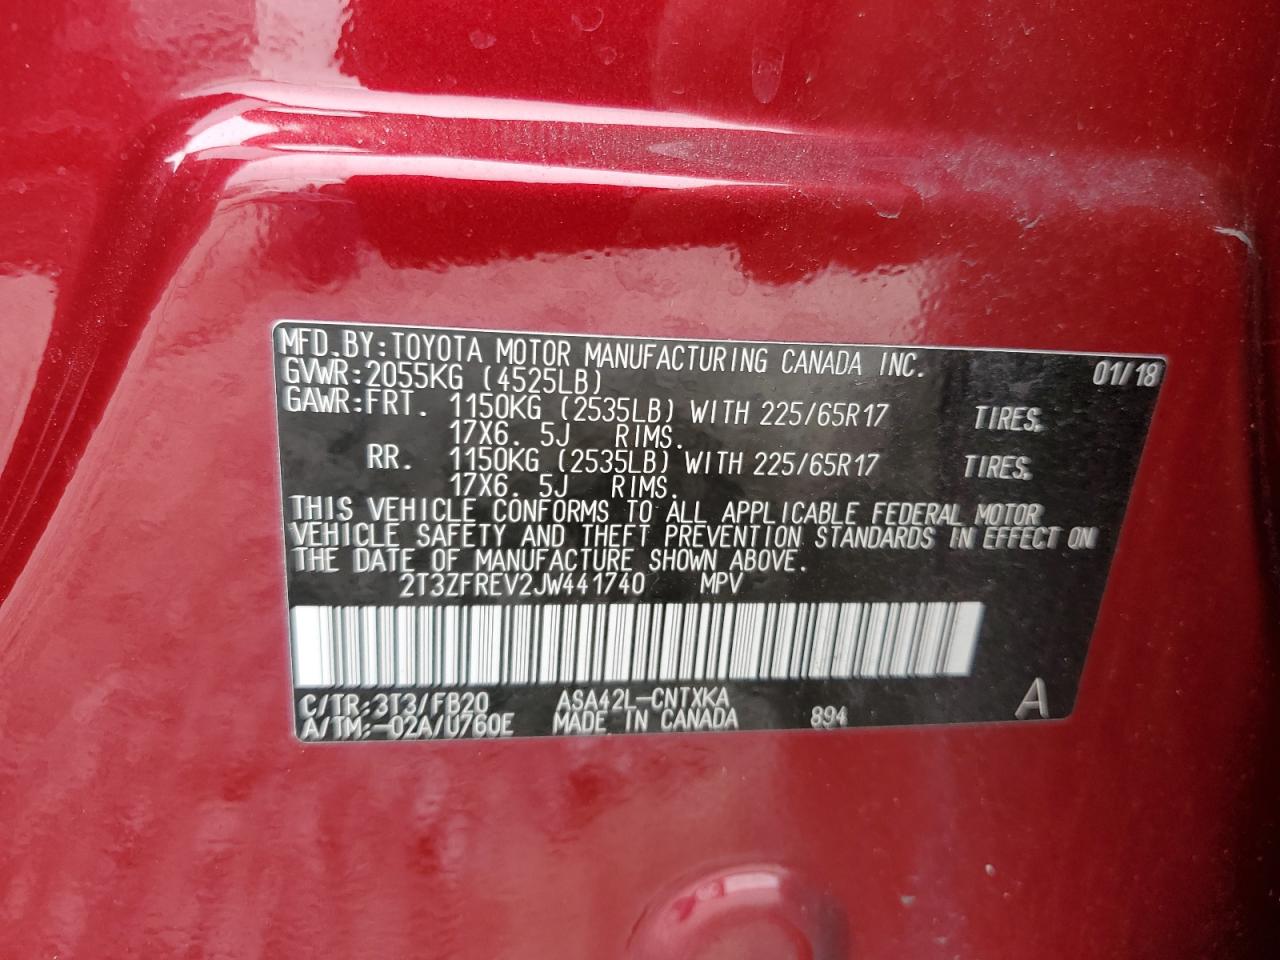 MFD.BY:TOYOTA MOTOR MANUFACTURING CANADA INC. 01/18
GVWR:2055KG (4525LB)
GAWR:FRT. 1150KG (2535LB) WITH 225/65R17 TIRES,
17X6. 5J RIMS.
RR. 1150KG (2535LB) WITH 225/65R17 TIRES,
17X6. 5J RIMS.
THIS VEHICLE CONFORMS TO ALL APPLICABLE FEDERAL MOTOR
VEHICLE SAFETY AND THEFT PREVENTION STANDARDS IN EFFECT ON
THE DATE OF MANUFACTURE SHOWN ABOVE.
2T3ZFREV2JW441740 MPV
C/TR:3T3/FB20 ASA42L-CNTXKA A
A/TM:-02A/U760E MADE IN CANADA 894